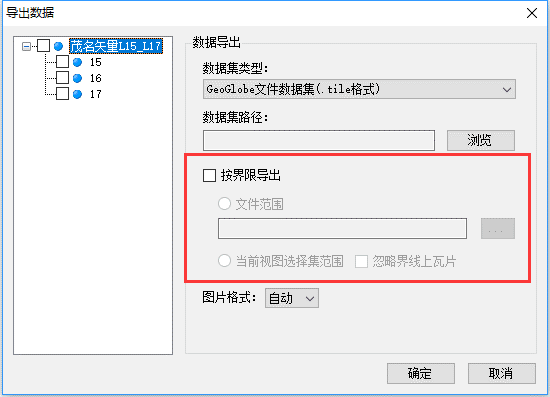 导出数据
茂名矢量L15_L17
15
16
17
数据导出
数据集类型：
GeoGlobe文件数据集(.tile格式)
数据集路径：
浏览
按界限导出
文件范围
...
当前视图选择集范围
忽略界线上瓦片
图片格式：
自动
确定
取消